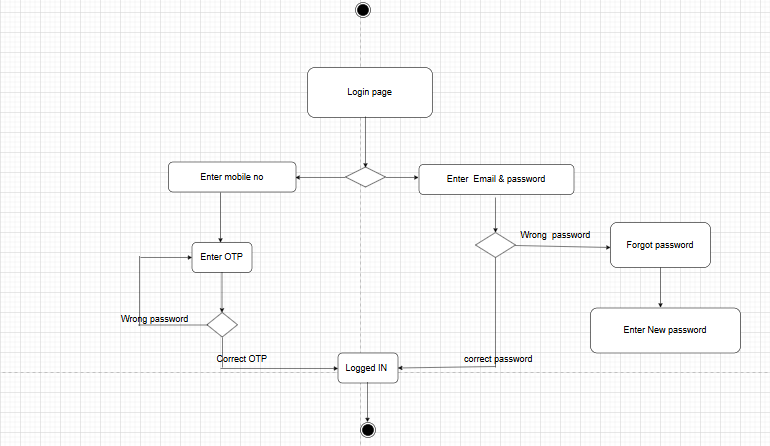 Login page
Enter mobile no
Enter Email & password
Wrong password
Forgot password
Enter OTP
Wrong password
Enter New password
Correct OTP
correct password
Logged IN